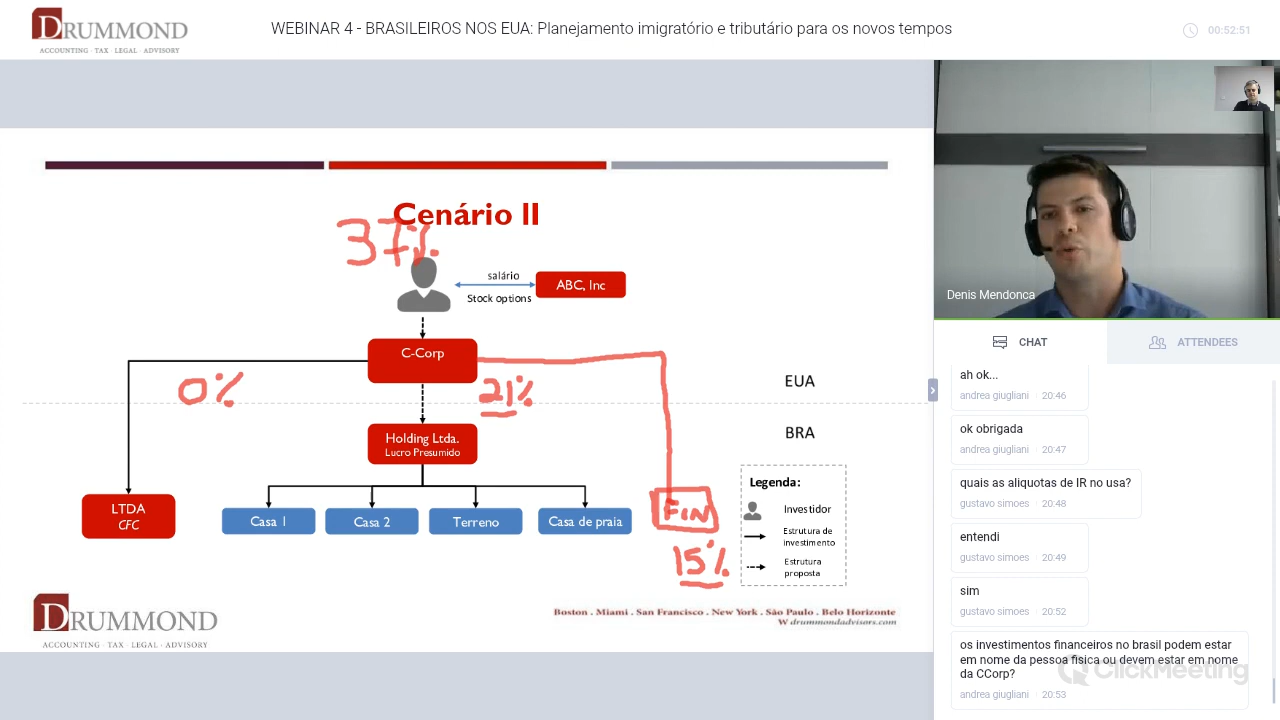 DRUMMOND
ACCOUNTING · TAX · LEGAL · ADVISORY
WEBINAR 4 - BRASILEIROS NOS EUA: Planejamento imigratório e tributário para os novos tempos
00:52:51
Cenário II
37%
salário
Stock options
ABC, Inc
C-Corp
0%
21%
EUA
BRA
Holding Ltda.
Lucro Presumido
LTDA
CFC
Casa 1
Casa 2
Terreno
Casa de praia
FIN
15%
Legenda:
Investidor
Estrutura de
investimento
Estrutura
proposta
DRUMMOND
ACCOUNTING · TAX · LEGAL · ADVISORY
Boston . Miami . San Francisco . New York . São Paulo . Belo Horizonte
W drummondadvisors.com
Denis Mendonca
CHAT
ATTENDEES
ah ok...
andrea giugliani · 20:46
ok obrigada
andrea giugliani · 20:47
quais as aliquotas de IR no usa?
gustavo simoes · 20:48
entendi
gustavo simoes · 20:49
sim
gustavo simoes · 20:52
os investimentos financeiros no brasil podem estar
em nome da pessoa fisica ou devem estar em nome
da CCorp?
andrea giugliani · 20:53
ClickMeeting